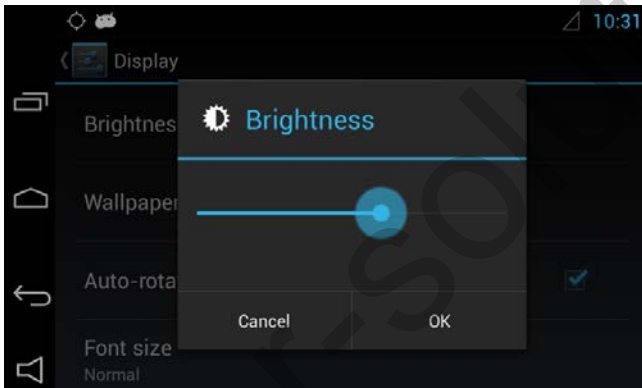 10:31
Display
Brightnes
Brightness
Wallpaper
Auto-rota
Cancel
OK
Font size
Normal